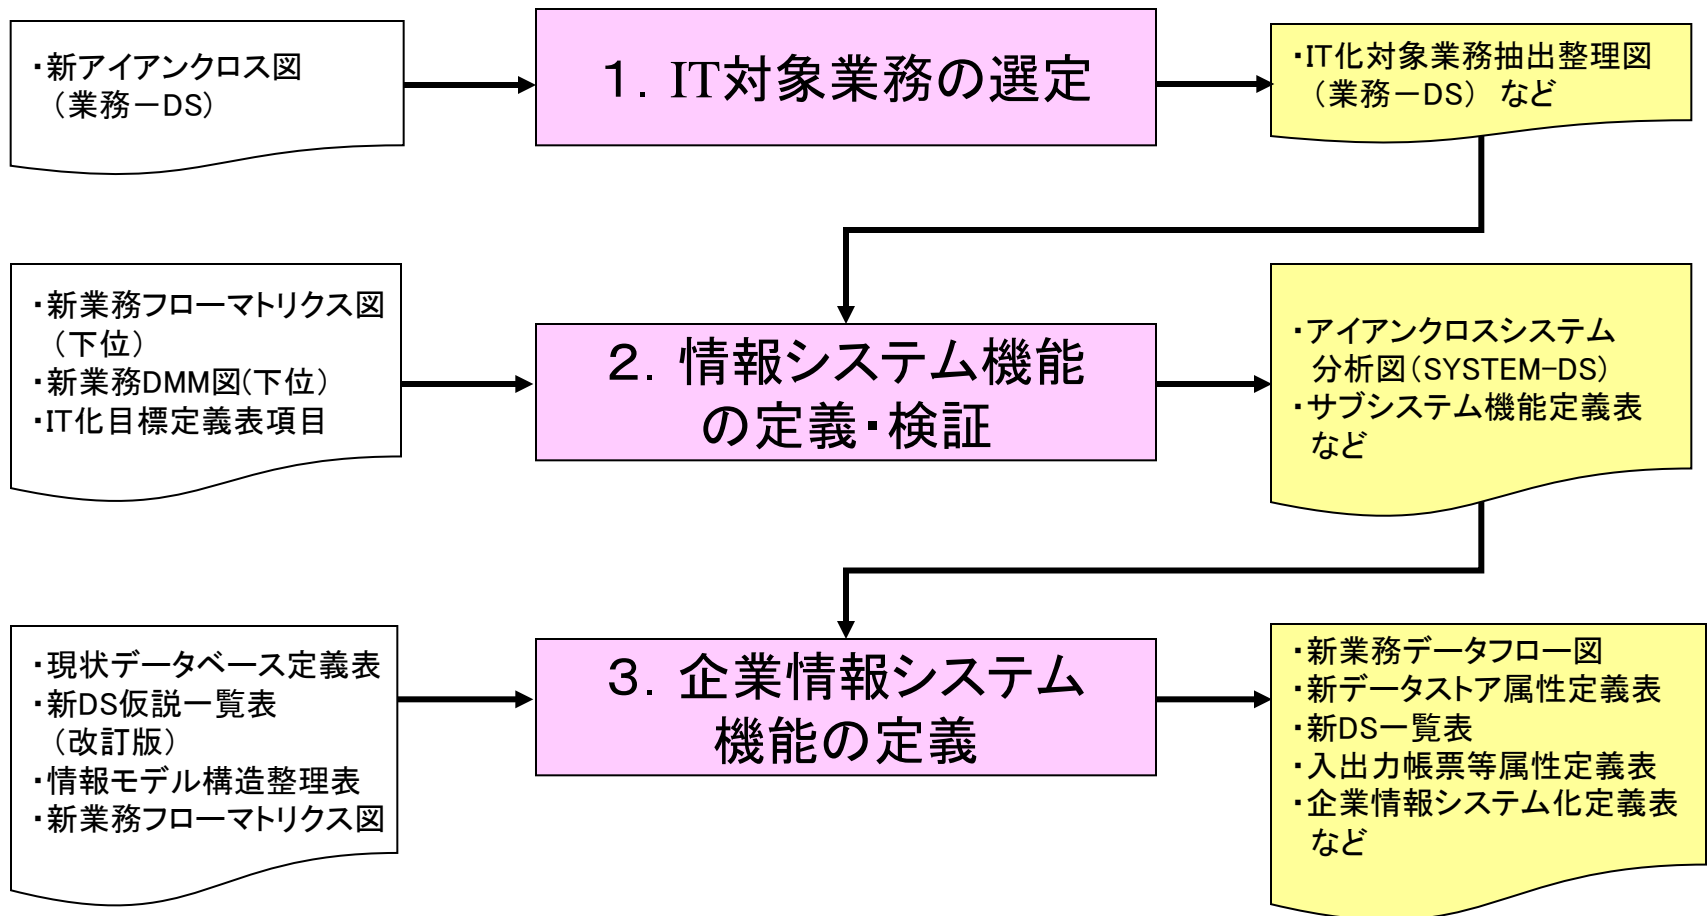 ・新アイアンクロス図
（業務－DS）
１．IT対象業務の選定
・IT化対象業務抽出整理図
（業務－DS） など
・新業務フローマトリクス図
（下位）
・新業務DMM図(下位）
・IT化目標定義表項目
２．情報システム機能
の定義・検証
・アイアンクロスシステム
分析図（SYSTEM-DS）
・サブシステム機能定義表
など
・現状データベース定義表
・新DS仮説一覧表
（改訂版）
・情報モデル構造整理表
・新業務フローマトリクス図
３．企業情報システム
機能の定義
・新業務データフロー図
・新データストア属性定義表
・新DS一覧表
・入出力帳票等属性定義表
・企業情報システム化定義表
など